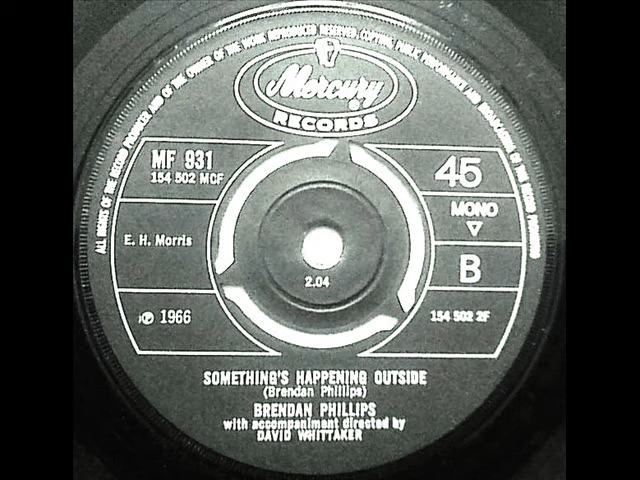 ALL RIGHTS OF THE RECORD PRODUCER AND OF THE OWNER OF THE WORK REPRODUCED RESERVED. COPYING, PUBLIC PERFORMANCE AND BROADCASTING OF THIS RECORD PROHIBITED
Mercury
RECORDS
MF 931
154 502 MCF
45
MONO
E. H. Morris
B
2.04
℗ 1966
154 502 2F
SOMETHING'S HAPPENING OUTSIDE
(Brendan Phillips)
BRENDAN PHILLIPS
with accompaniment directed by
DAVID WHITTAKER